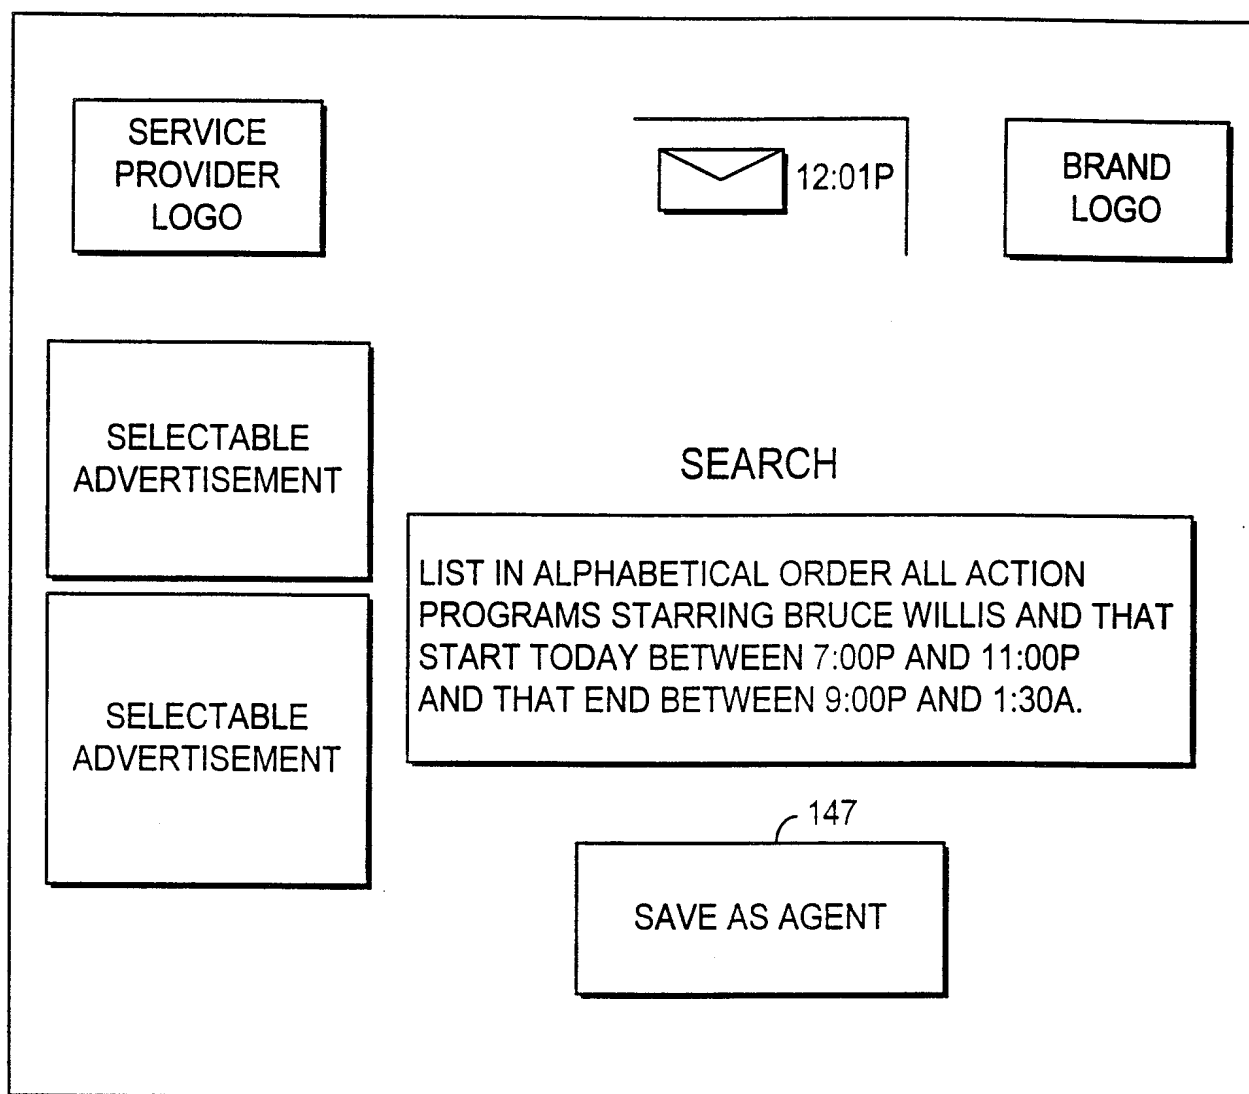 SERVICE
PROVIDER
LOGO
12:01P
BRAND
LOGO
SELECTABLE
ADVERTISEMENT
SELECTABLE
ADVERTISEMENT
SEARCH
LIST IN ALPHABETICAL ORDER ALL ACTION
PROGRAMS STARRING BRUCE WILLIS AND THAT
START TODAY BETWEEN 7:00P AND 11:00P
AND THAT END BETWEEN 9:00P AND 1:30A.
147
SAVE AS AGENT